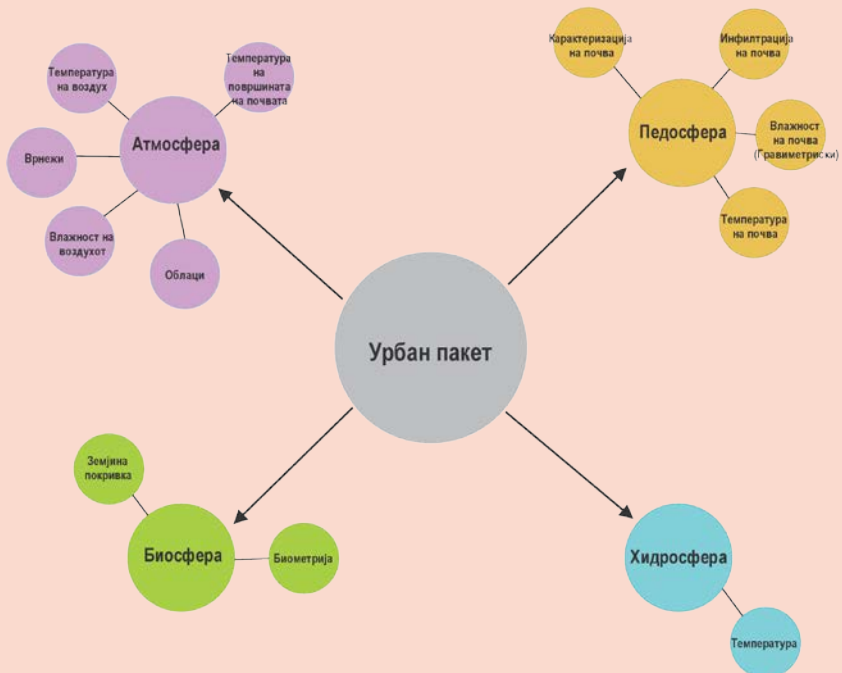 Температура
на воздух
Температура
на
површината
на почвата
Атмосфера
Врнежи
Влажност на
воздухот
Облаци
Карактеризација
на почва
Инфилтрација
на почва
Педосфера
Влажност
на почва
(Гравиметриски)
Температура
на почва
Урбан пакет
Земјина
покривка
Биосфера
Биометрија
Хидросфера
Температура